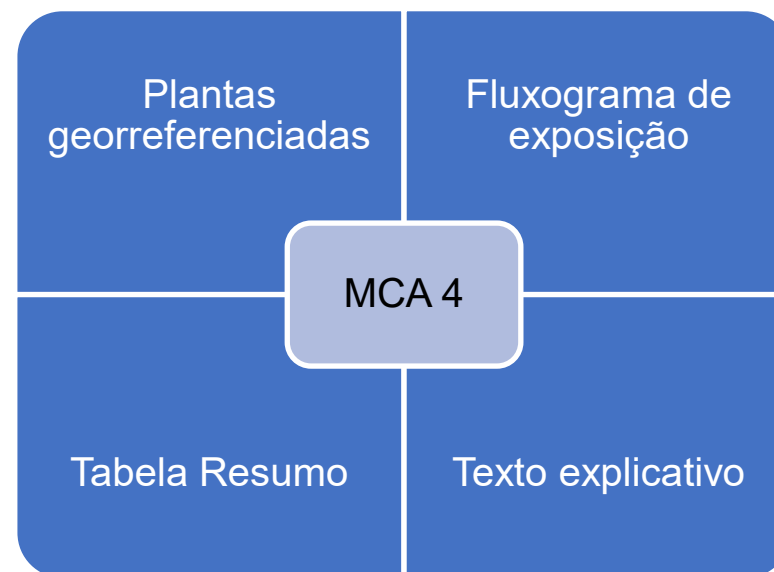 Plantas
georreferenciadas
Fluxograma de
exposição
MCA 4
Tabela Resumo
Texto explicativo